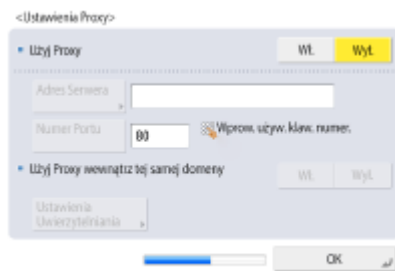 <Ustawienia Proxy>
Użyj Proxy
Wł.
Wył.
Adres Serwera
Numer Portu
80
Wprow. używ. klaw. numer.
Użyj Proxy wewnątrz tej samej domeny
Wł.
Wył.
Ustawienia
Uwierzytelniania
OK